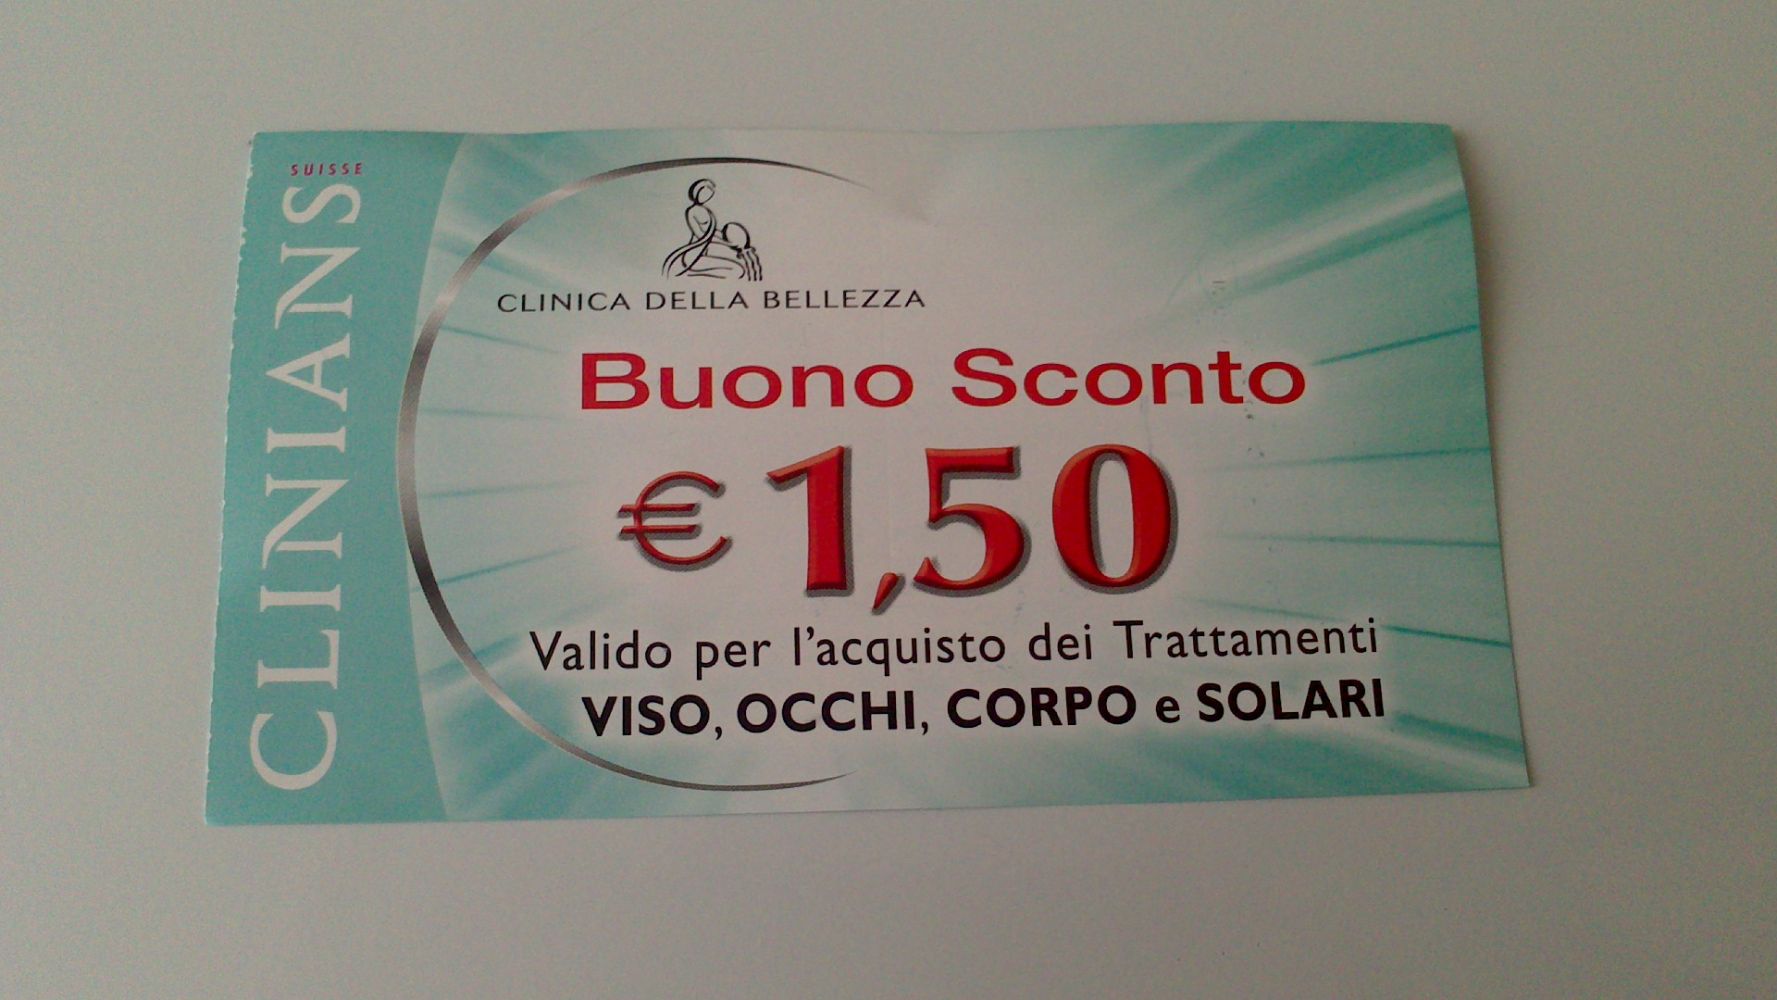 SUISSE
CLINIANS
CLINICA DELLA BELLEZZA
Buono Sconto
€ 1,50
Valido per l'acquisto dei Trattamenti
VISO, OCCHI, CORPO e SOLARI